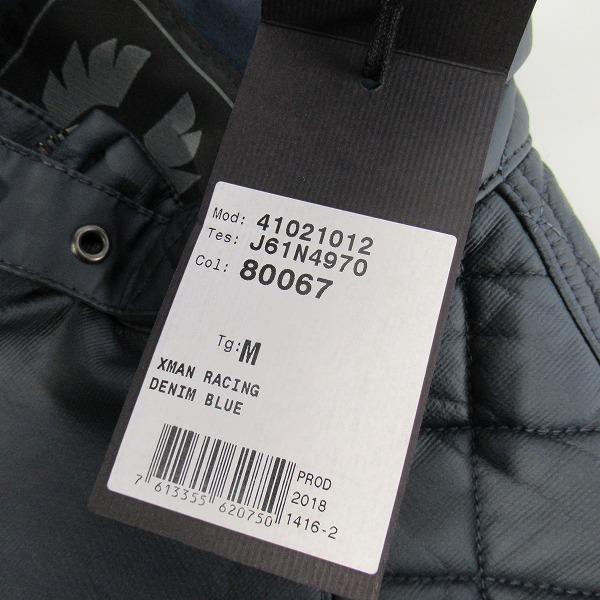 Mod: 41021012
Tes: J61N4970
Col: 80067
Tg: M
XMAN RACING
DENIM BLUE
PROD
2018
1416-2
7 613355 620750